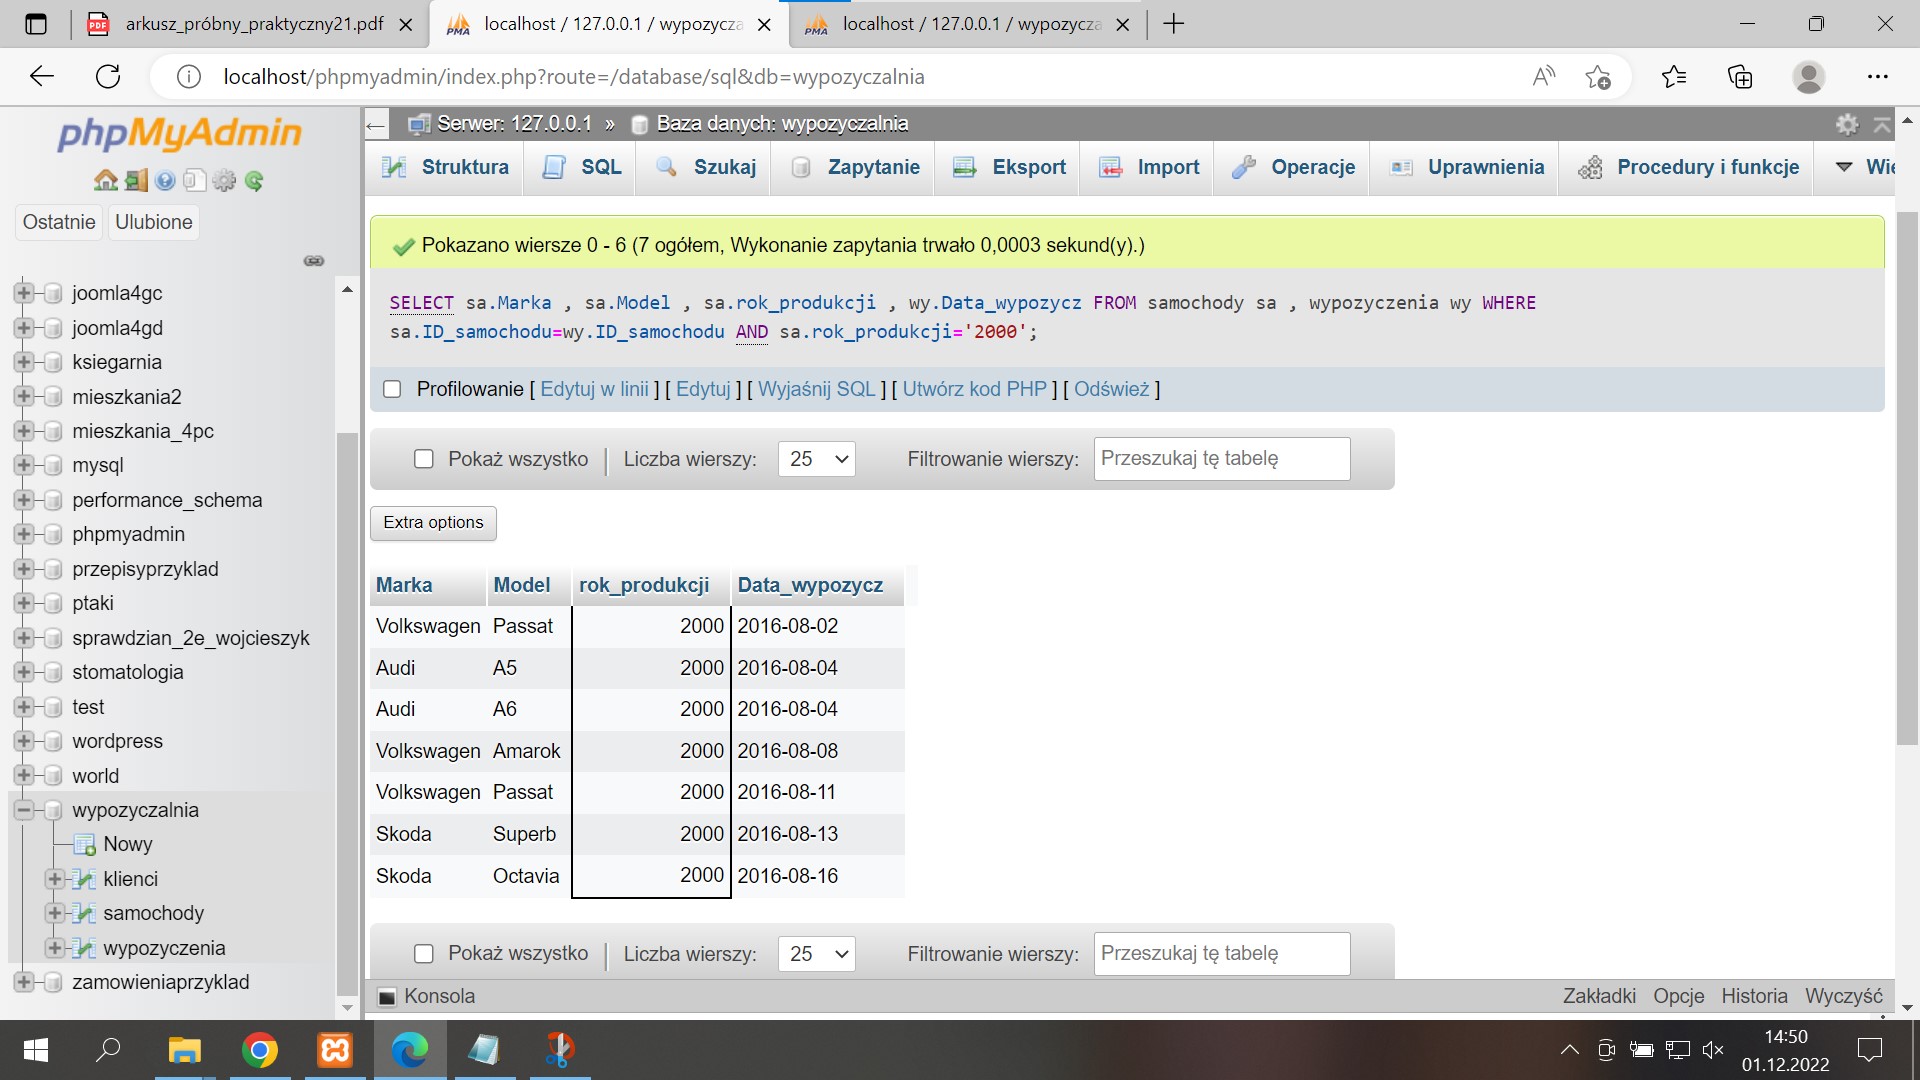 arkusz_próbny_praktyczny21.pdf
localhost / 127.0.0.1 / wypozycza
localhost / 127.0.0.1 / wypozycza
localhost/phpmyadmin/index.php?route=/database/sql&db=wypozyczalnia
phpMyAdmin
Ostatnie
Ulubione
joomla4gc
joomla4gd
ksiegarnia
mieszkania2
mieszkania_4pc
mysql
performance_schema
phpmyadmin
przepisyprzyklad
ptaki
sprawdzian_2e_wojcieszyk
stomatologia
test
wordpress
world
wypozyczalnia
Nowy
klienci
samochody
wypozyczenia
zamowieniaprzyklad
Serwer: 127.0.0.1 » Baza danych: wypozyczalnia
Struktura SQL Szukaj Zapytanie Eksport Import Operacje Uprawnienia Procedury i funkcje Wię
Pokazano wiersze 0 - 6 (7 ogółem, Wykonanie zapytania trwało 0,0003 sekund(y).)
SELECT sa.Marka , sa.Model , sa.rok_produkcji , wy.Data_wypozycz FROM samochody sa , wypozyczenia wy WHERE
sa.ID_samochodu=wy.ID_samochodu AND sa.rok_produkcji='2000';
Profilowanie [ Edytuj w linii ] [ Edytuj ] [ Wyjaśnij SQL ] [ Utwórz kod PHP ] [ Odśwież ]
Pokaż wszystko | Liczba wierszy: 25 Filtrowanie wierszy: Przeszukaj tę tabelę
Extra options
Marka Model rok_produkcji Data_wypozycz
Volkswagen Passat 2000 2016-08-02
Audi A5 2000 2016-08-04
Audi A6 2000 2016-08-04
Volkswagen Amarok 2000 2016-08-08
Volkswagen Passat 2000 2016-08-11
Skoda Superb 2000 2016-08-13
Skoda Octavia 2000 2016-08-16
Pokaż wszystko | Liczba wierszy: 25 Filtrowanie wierszy: Przeszukaj tę tabelę
Konsola
Zakładki Opcje Historia Wyczyść
14:50
01.12.2022